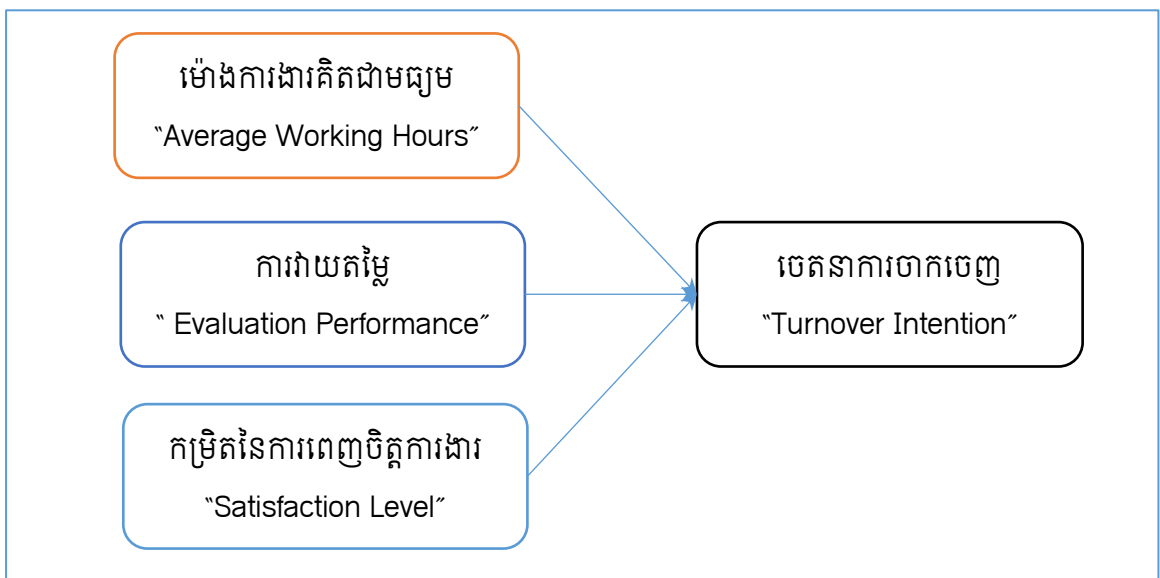 ម៉ោងការងារគិតជាមធ្យម
“Average Working Hours”
ការវាយតម្លៃ
“ Evaluation Performance”
កម្រិតនៃការពេញចិត្តការងារ
“Satisfaction Level”
ចេតនាការចាកចេញ
“Turnover Intention”